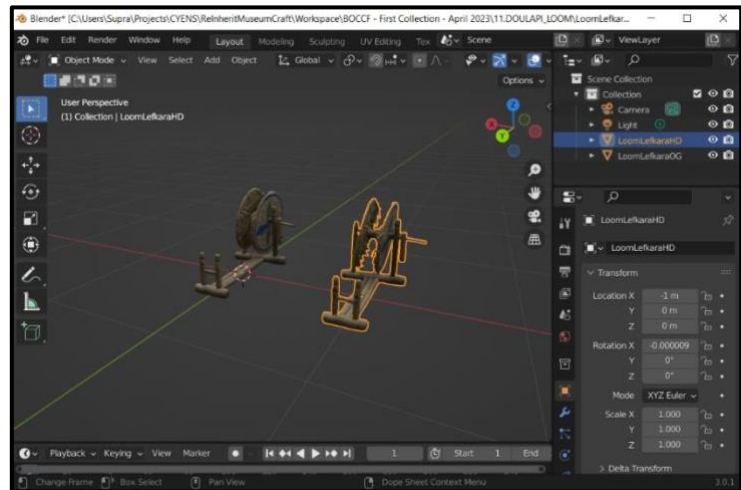 Blender* [C:\Users\Supra\Projects\CYENS\ReInheritMuseumCraft\Workspace\BOCCF - First Collection - April 2023\11.DOULAPI_LOOM\LoomLefkar...
File Edit Render Window Help Layout Modeling Sculpting UV Editing Tex Scene ViewLayer
Object Mode View Select Add Object Global
Options
User Perspective
(1) Collection | LoomLefkaraHD
X
Y
Z
Scene Collection
Collection
Camera
Light
LoomLefkaraHD
LoomLefkaraOG
LoomLefkaraHD
LoomLefkaraHD
Transform
Location X -1 m
Y 0 m
Z 0 m
Rotation X -0.000009
Y 0°
Z 0°
Mode XYZ Euler
Scale X 1.000
Y 1.000
Z 1.000
Delta Transform
Playback Keying View Marker 1 Start 1 End
Change Frame Box Select Pan View Dope Sheet Context Menu 3.0.1